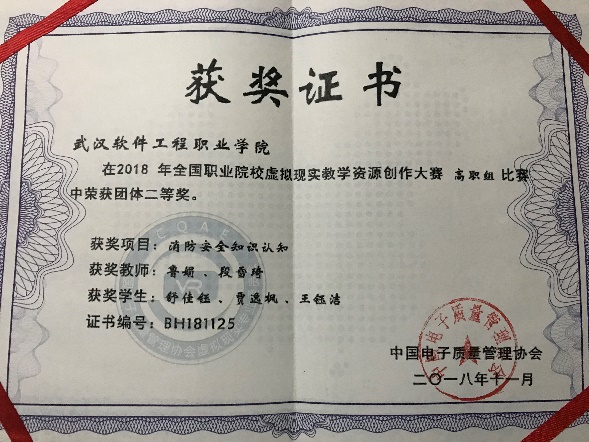 获奖证书
武汉软件工程职业学院
在2018 年全国职业院校虚拟现实教学资源创作大赛 高职组 比赛
中荣获团体二等奖。
获奖项目：消防安全知识认知
获奖教师：鲁娟、段雪琦
获奖学生：舒佳钰、贾逸枫、王钰洁
证书编号：BH181125
中国电子质量管理协会
二〇一八年十一月